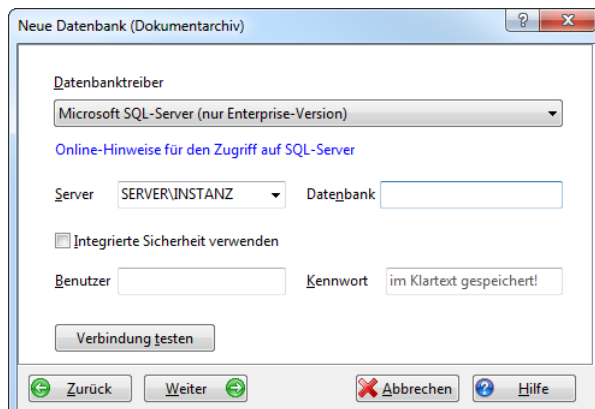 Neue Datenbank (Dokumentarchiv)
Datenbanktreiber
Microsoft SQL-Server (nur Enterprise-Version)
Online-Hinweise für den Zugriff auf SQL-Server
Server SERVER\INSTANZ Datenbank
Integrierte Sicherheit verwenden
Benutzer Kennwort im Klartext gespeichert!
Verbindung testen
Zurück Weiter Abbrechen Hilfe